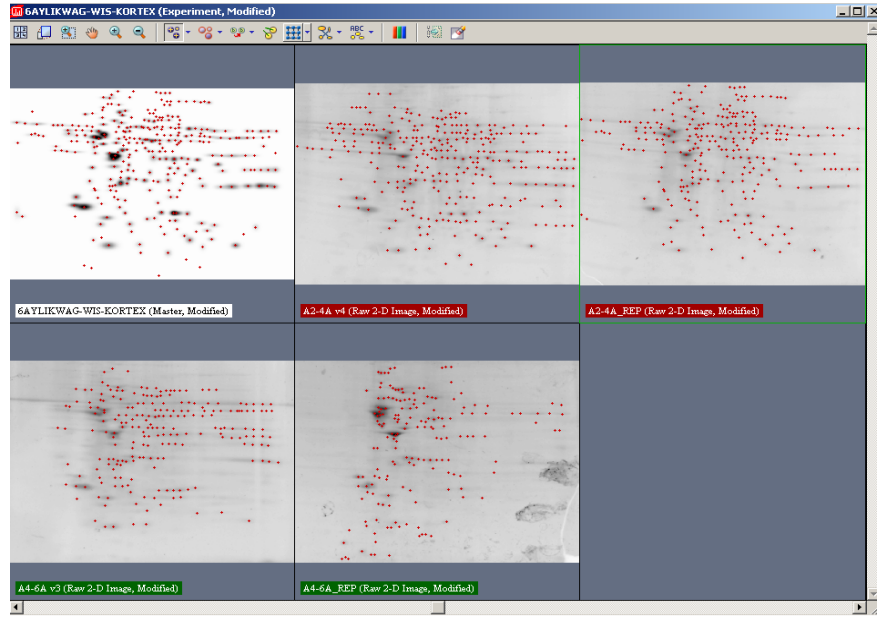 6AYLIKWAG-WIS-KORTEX (Experiment, Modified)
ABC
6AYLIKWAG-WIS-KORTEX (Master, Modified)
A2-4A v4 (Raw 2-D Image, Modified)
A2-4A_REP (Raw 2-D Image, Modified)
A4-6A v3 (Raw 2-D Image, Modified)
A4-6A_REP (Raw 2-D Image, Modified)